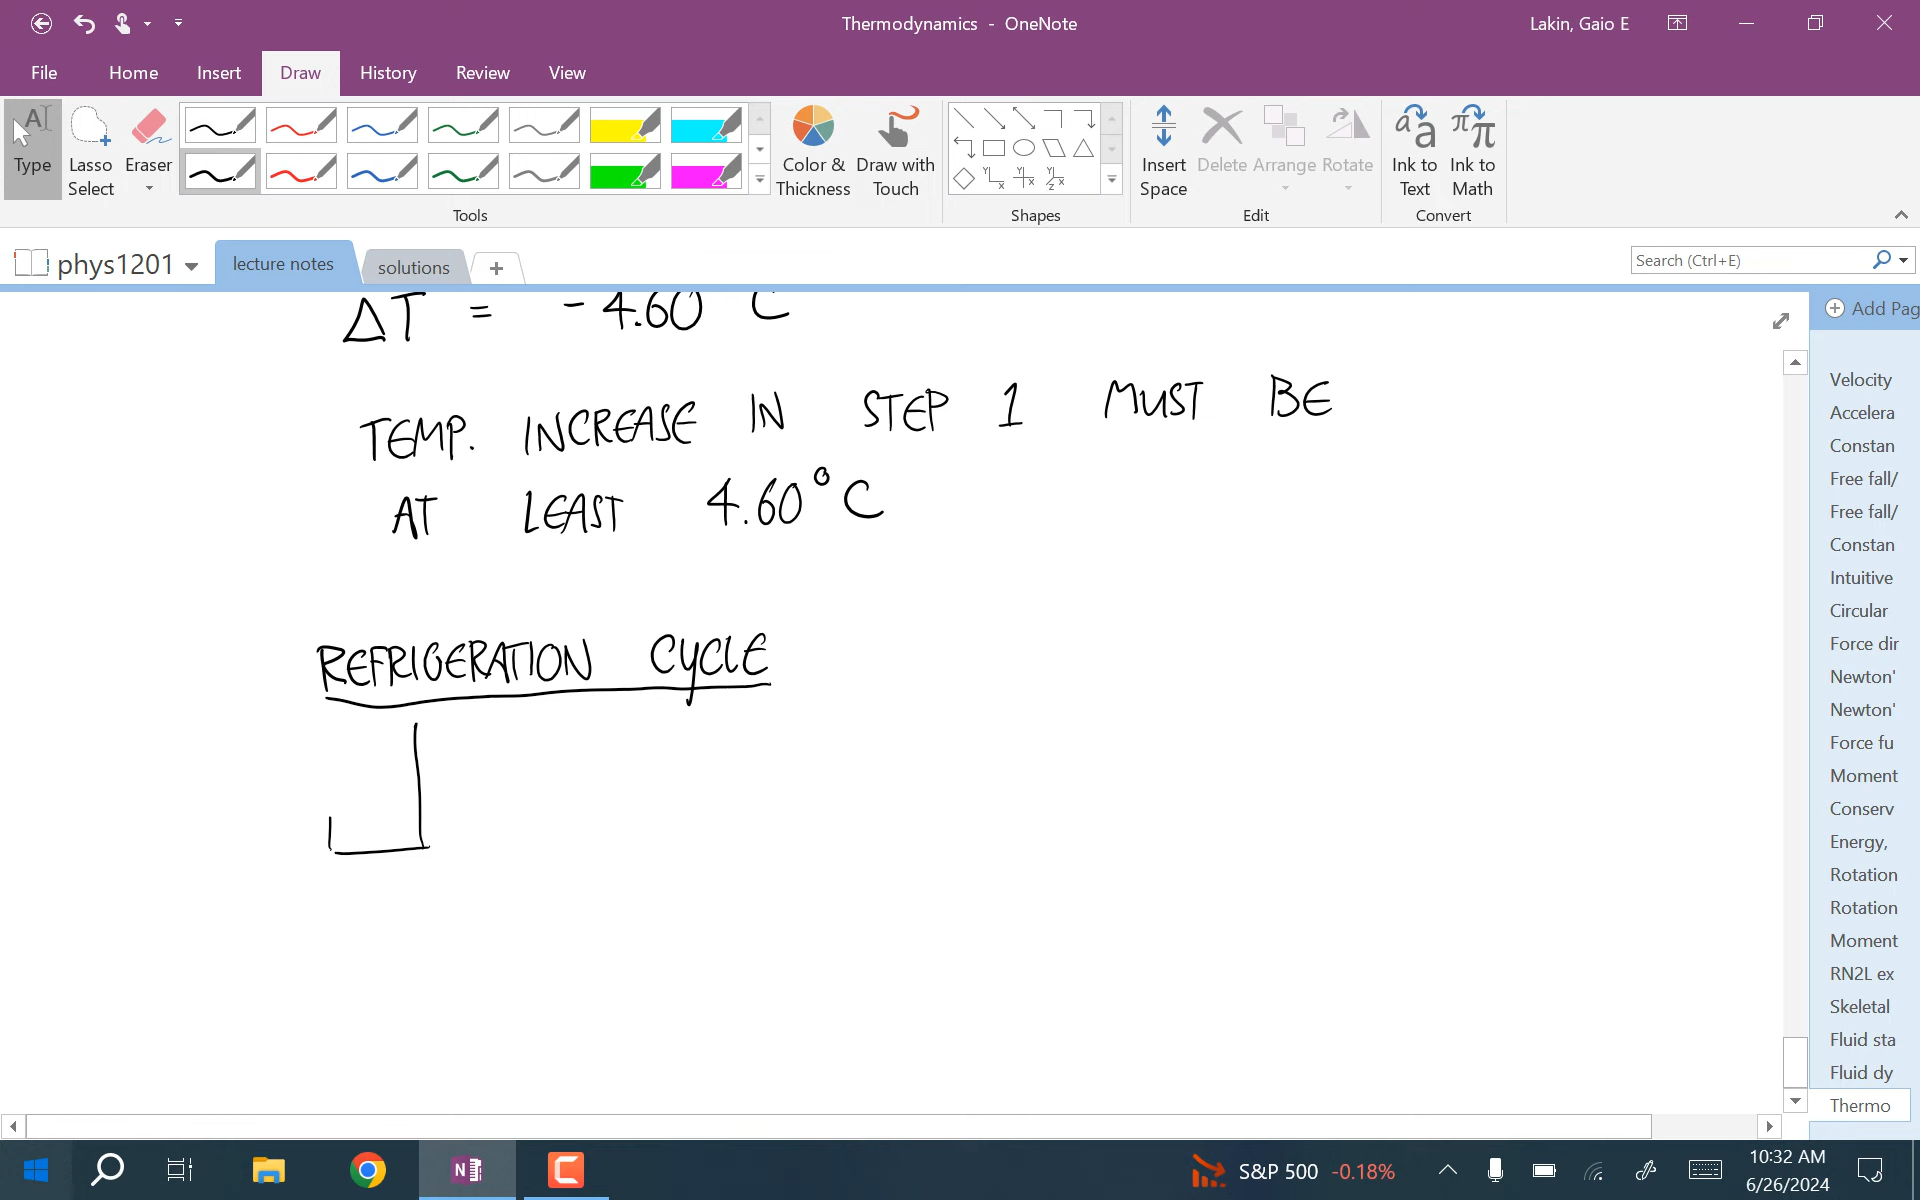 Thermodynamics - OneNote
Lakin, Gaio E
File Home Insert Draw History Review View
Type
Lasso Select
Eraser
Color & Thickness
Draw with Touch
Insert Space
Delete
Arrange
Rotate
Ink to Text
Ink to Math
Tools
Shapes
Edit
Convert
phys1201
lecture notes
solutions
Search (Ctrl+E)
ΔT = -4.60 °C
TEMP. INCREASE IN STEP 1 MUST BE
AT LEAST 4.60°C
REFRIGERATION CYCLE
Add Pag
Velocity
Accelera
Constan
Free fall/
Free fall/
Constan
Intuitive
Circular
Force dir
Newton'
Newton'
Force fu
Moment
Conserv
Energy,
Rotation
Rotation
Moment
RN2L ex
Skeletal
Fluid sta
Fluid dy
Thermo
S&P 500 -0.18%
10:32 AM
6/26/2024